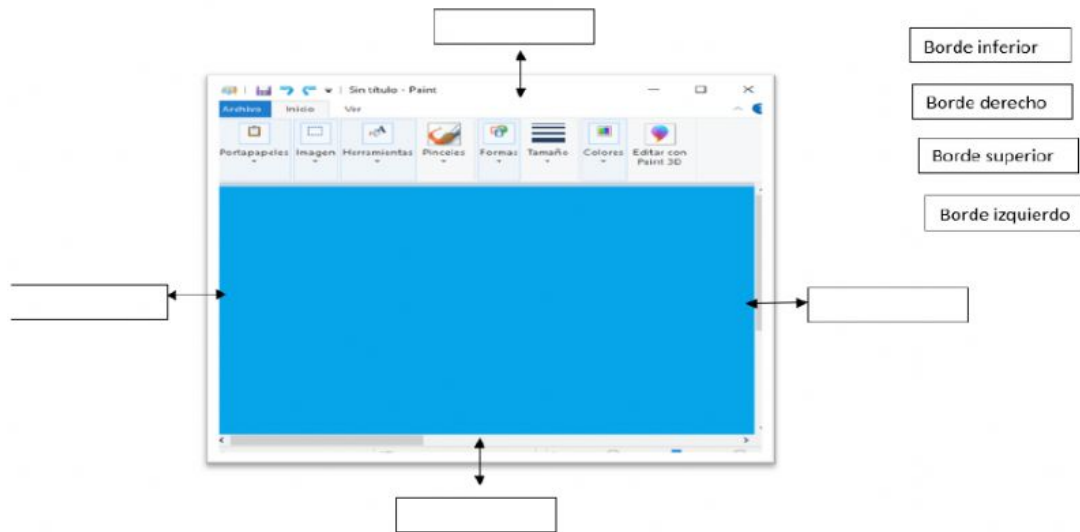 Sin título - Paint
Archivo Inicio Ver
Portapapeles Imagen Herramientas Pinceles Formas Tamaño Colores Editar con
Paint 3D
Borde inferior
Borde derecho
Borde superior
Borde izquierdo